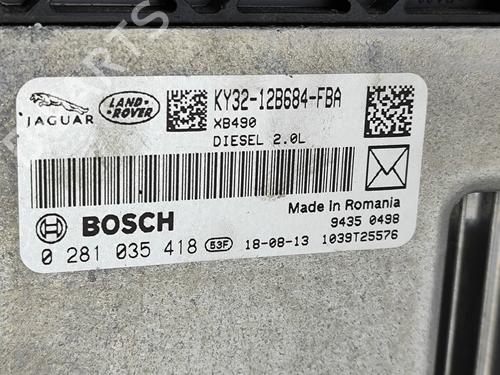 JAGUAR
LAND ROVER
KY32-12B684-FBA
XB490
DIESEL 2.0L
Made in Romania
BOSCH
9435 0498
0 281 035 418 53F 18-08-13 1039T25576